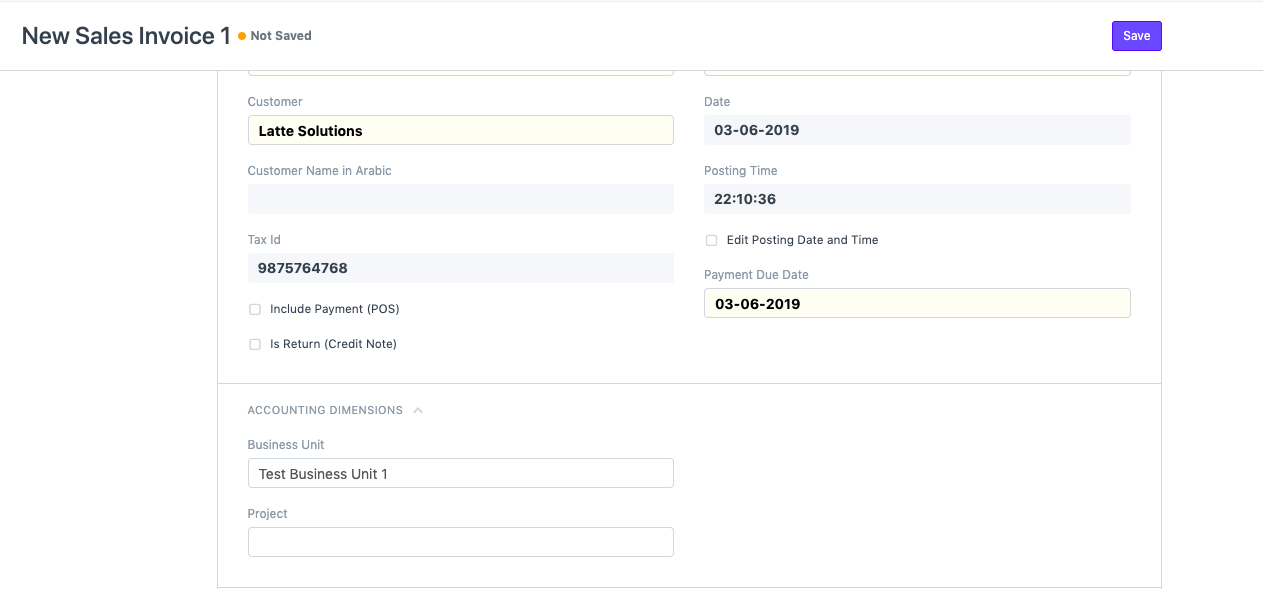 New Sales Invoice 1 Not Saved Save
Customer
Latte Solutions
Date
03-06-2019
Customer Name in Arabic
Posting Time
22:10:36
Tax Id
9875764768
Edit Posting Date and Time
Include Payment (POS)
Payment Due Date
03-06-2019
Is Return (Credit Note)
ACCOUNTING DIMENSIONS
Business Unit
Test Business Unit 1
Project